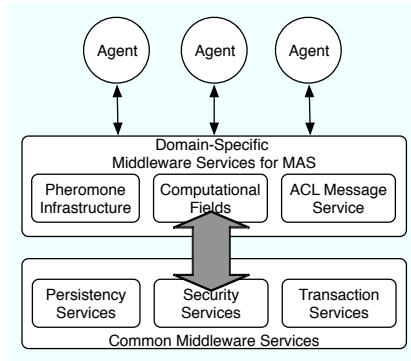 Agent Agent Agent
Domain-Specific
Middleware Services for MAS
Pheromone
Infrastructure
Computational
Fields
ACL Message
Service
Persistency
Services
Security
Services
Transaction
Services
Common Middleware Services